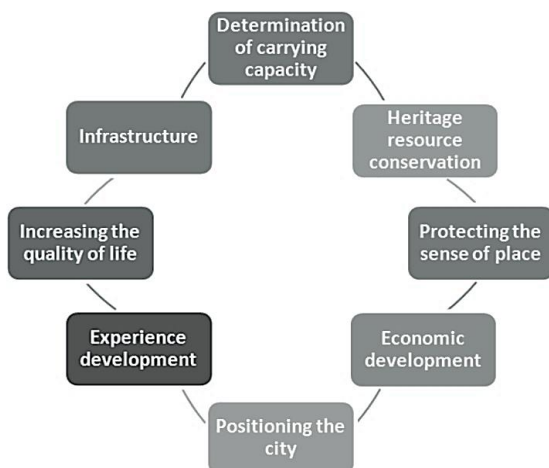 Determination
of carrying
capacity
Heritage
resource
conservation
Protecting the
sense of place
Economic
development
Positioning the
city
Experience
development
Increasing the
quality of life
Infrastructure